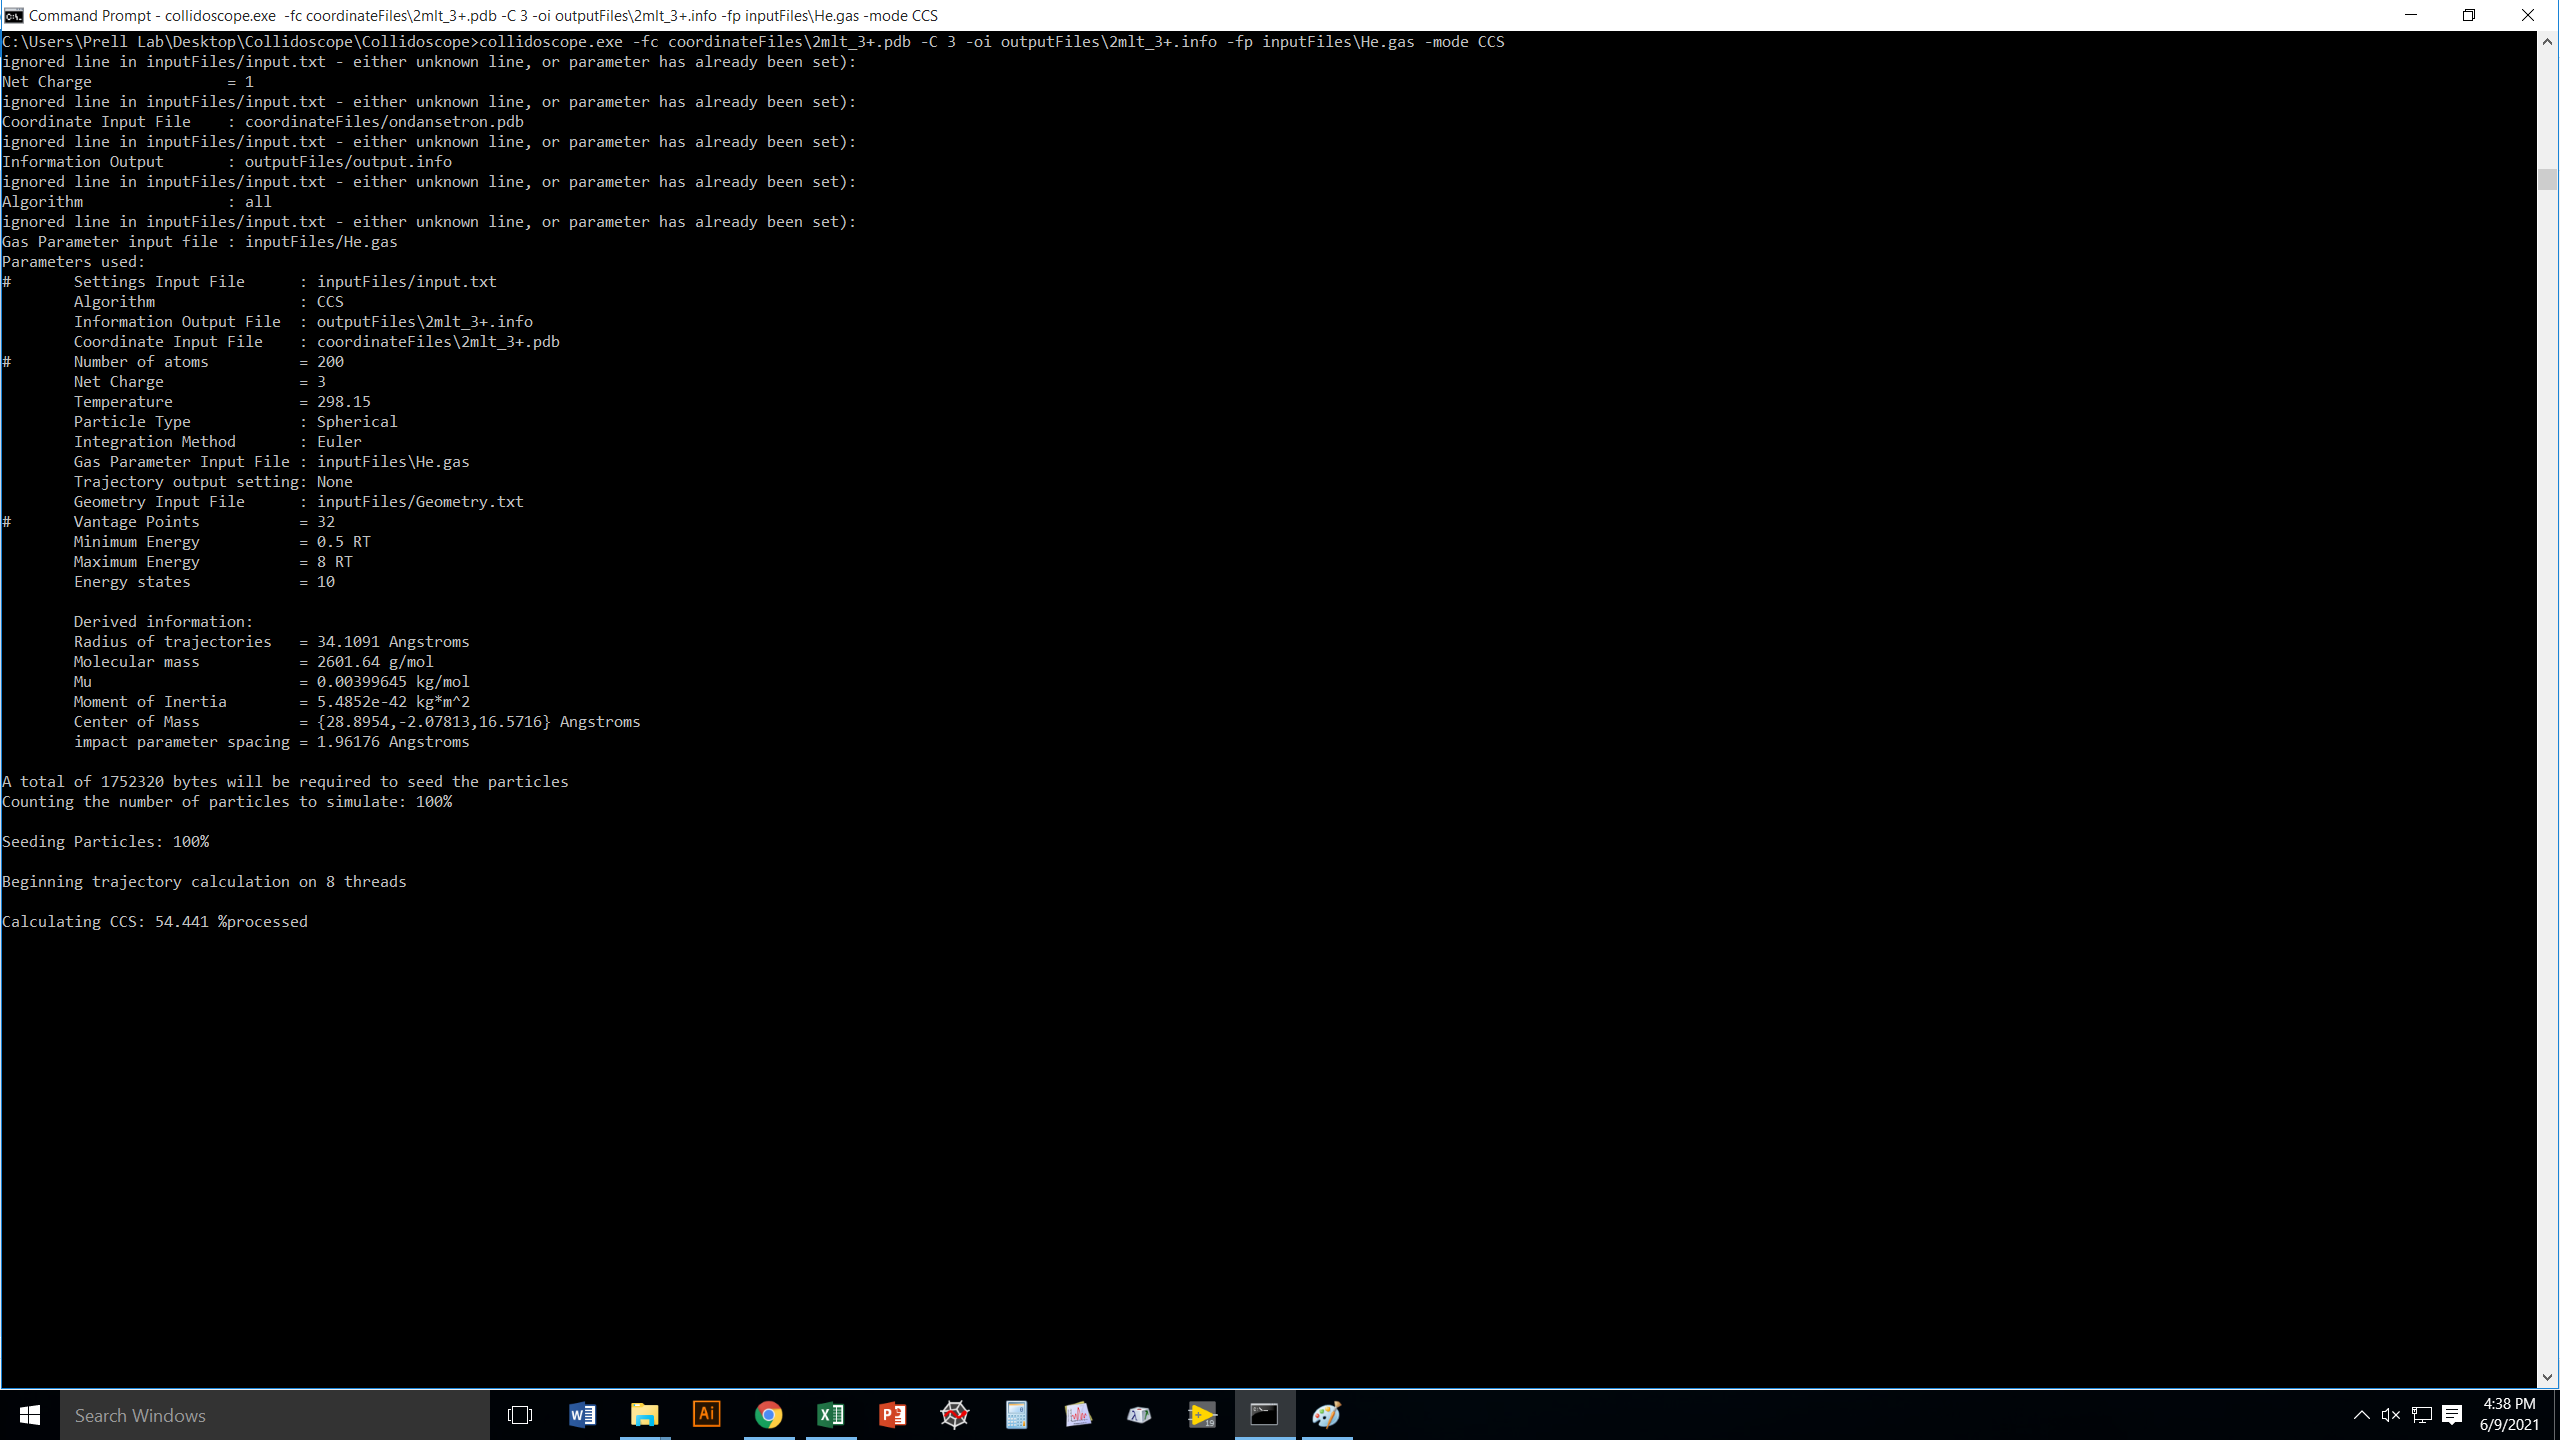 Command Prompt - collidoscope.exe  -fc coordinateFiles\2mlt_3+.pdb -C 3 -oi outputFiles\2mlt_3+.info -fp inputFiles\He.gas -mode CCS
C:\Users\Prell Lab\Desktop\Collidoscope\Collidoscope>collidoscope.exe -fc coordinateFiles\2mlt_3+.pdb -C 3 -oi outputFiles\2mlt_3+.info -fp inputFiles\He.gas -mode CCS
ignored line in inputFiles/input.txt - either unknown line, or parameter has already been set):
Net Charge               = 1
ignored line in inputFiles/input.txt - either unknown line, or parameter has already been set):
Coordinate Input File    : coordinateFiles/ondansetron.pdb
ignored line in inputFiles/input.txt - either unknown line, or parameter has already been set):
Information Output       : outputFiles/output.info
ignored line in inputFiles/input.txt - either unknown line, or parameter has already been set):
Algorithm                : all
ignored line in inputFiles/input.txt - either unknown line, or parameter has already been set):
Gas Parameter input file : inputFiles/He.gas
Parameters used:
#       Settings Input File      : inputFiles/input.txt
        Algorithm                : CCS
        Information Output File  : outputFiles\2mlt_3+.info
        Coordinate Input File    : coordinateFiles\2mlt_3+.pdb
#       Number of atoms          = 200
        Net Charge               = 3
        Temperature              = 298.15
        Particle Type            : Spherical
        Integration Method       : Euler
        Gas Parameter Input File : inputFiles\He.gas
        Trajectory output setting: None
        Geometry Input File      : inputFiles/Geometry.txt
#       Vantage Points           = 32
        Minimum Energy           = 0.5 RT
        Maximum Energy           = 8 RT
        Energy states            = 10
        Derived information:
        Radius of trajectories   = 34.1091 Angstroms
        Molecular mass           = 2601.64 g/mol
        Mu                       = 0.00399645 kg/mol
        Moment of Inertia        = 5.4852e-42 kg*m^2
        Center of Mass           = {28.8954,-2.07813,16.5716} Angstroms
        impact parameter spacing = 1.96176 Angstroms
A total of 1752320 bytes will be required to seed the particles
Counting the number of particles to simulate: 100%
Seeding Particles: 100%
Beginning trajectory calculation on 8 threads
Calculating CCS: 54.441 %processed
Search Windows
Ai
19
4:38 PM
6/9/2021